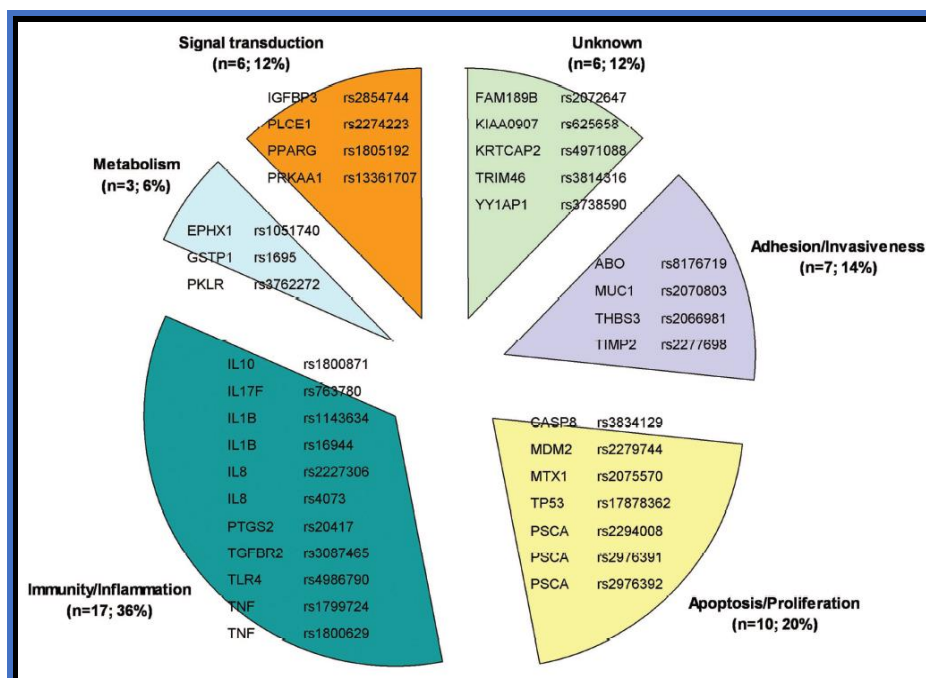 Signal transduction
(n=6; 12%)
IGFBP3 rs2854744
PLCE1 rs2274223
PPARG rs1805192
PRKAA1 rs13361707
Unknown
(n=6; 12%)
FAM189B rs2072647
KIAA0907 rs625658
KRTCAP2 rs4971088
TRIM46 rs3814316
YY1AP1 rs3738590
Metabolism
(n=3; 6%)
EPHX1 rs1051740
GSTP1 rs1695
PKLR rs3762272
Adhesion/Invasiveness
(n=7; 14%)
ABO rs8176719
MUC1 rs2070803
THBS3 rs2066981
TIMP2 rs2277698
Immunity/Inflammation
(n=17; 36%)
IL10 rs1800871
IL17F rs763780
IL1B rs1143634
IL1B rs16944
IL8 rs2227306
IL8 rs4073
PTGS2 rs20417
TGFBR2 rs3087465
TLR4 rs4986790
TNF rs1799724
TNF rs1800629
CASP8 rs3834129
MDM2 rs2279744
MTX1 rs2075570
TP53 rs17878362
PSCA rs2294008
PSCA rs2976391
PSCA rs2976392
Apoptosis/Proliferation
(n=10; 20%)